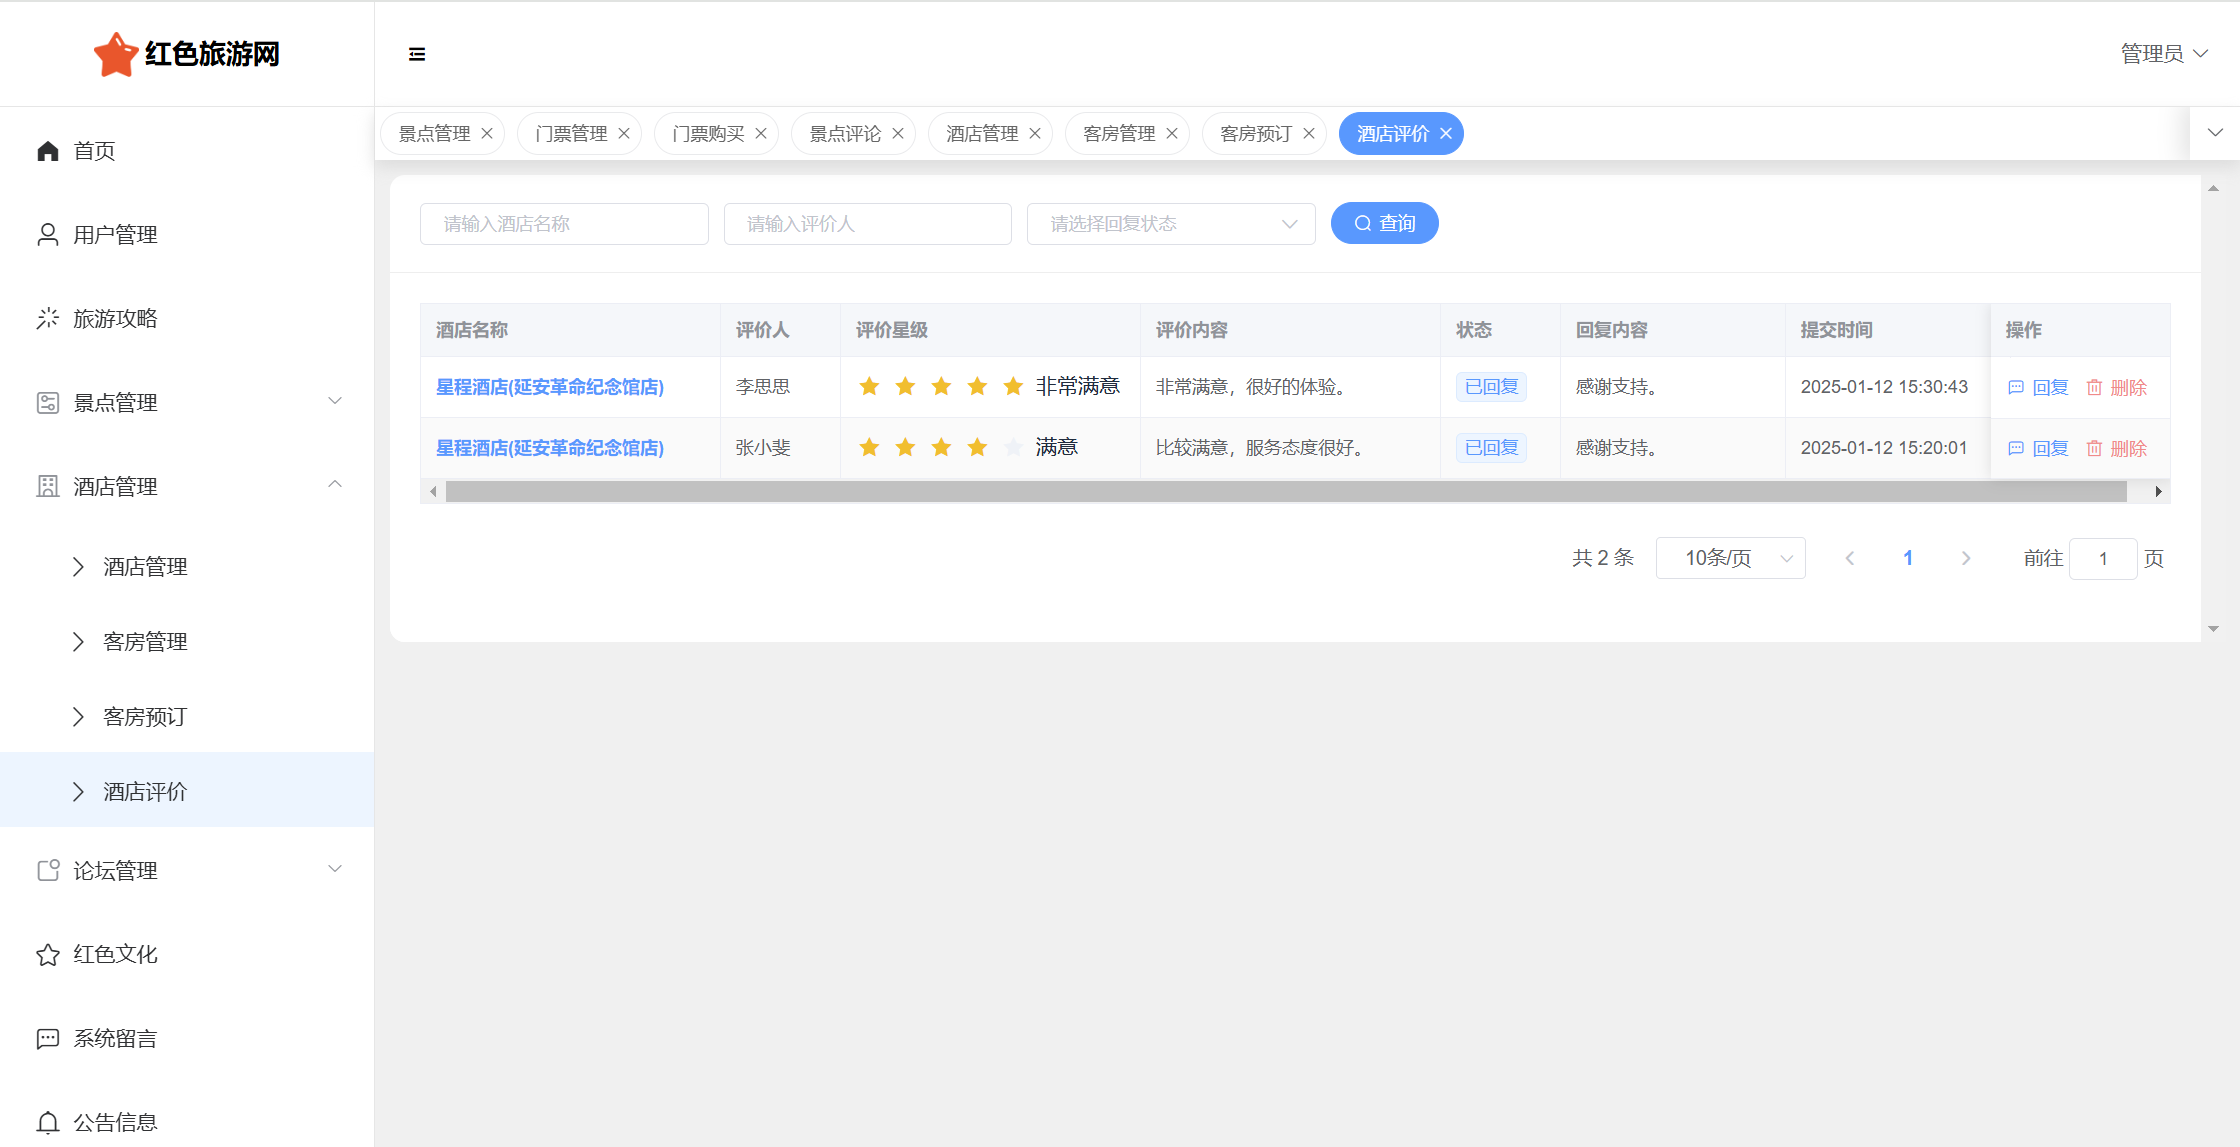 红色旅游网
管理员
首页
用户管理
旅游攻略
景点管理
酒店管理
酒店管理
客房管理
客房预订
酒店评价
论坛管理
红色文化
系统留言
公告信息
景点管理 门票管理 门票购买 景点评论 酒店管理 客房管理 客房预订 酒店评价
请输入酒店名称 请输入评价人 请选择回复状态 查询
酒店名称 评价人 评价星级 评价内容 状态 回复内容 提交时间 操作
星程酒店(延安革命纪念馆店) 李思思 非常满意 非常满意，很好的体验。 已回复 感谢支持。 2025-01-12 15:30:43 回复 删除
星程酒店(延安革命纪念馆店) 张小斐 满意 比较满意，服务态度很好。 已回复 感谢支持。 2025-01-12 15:20:01 回复 删除
共 2 条 10条/页 1 前往 1 页